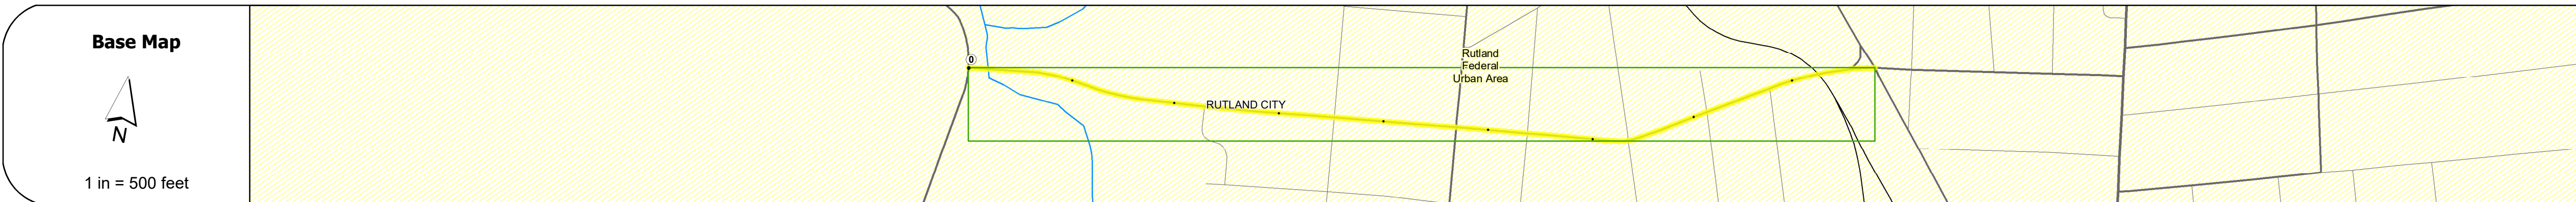 Base Map
N
1 in = 500 feet
0
RUTLAND CITY
Rutland
Federal
Urban Area